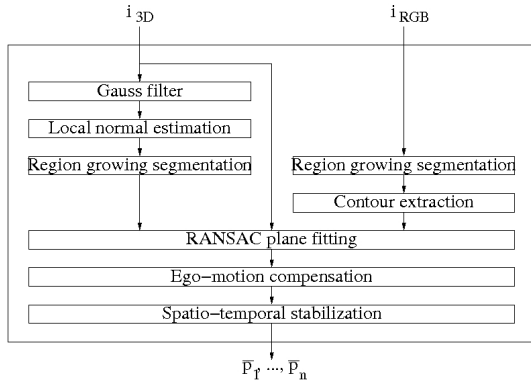 i 3D
i RGB
Gauss filter
Local normal estimation
Region growing segmentation
Region growing segmentation
Contour extraction
RANSAC plane fitting
Ego−motion compensation
Spatio−temporal stabilization
p̅1, ..., p̅n